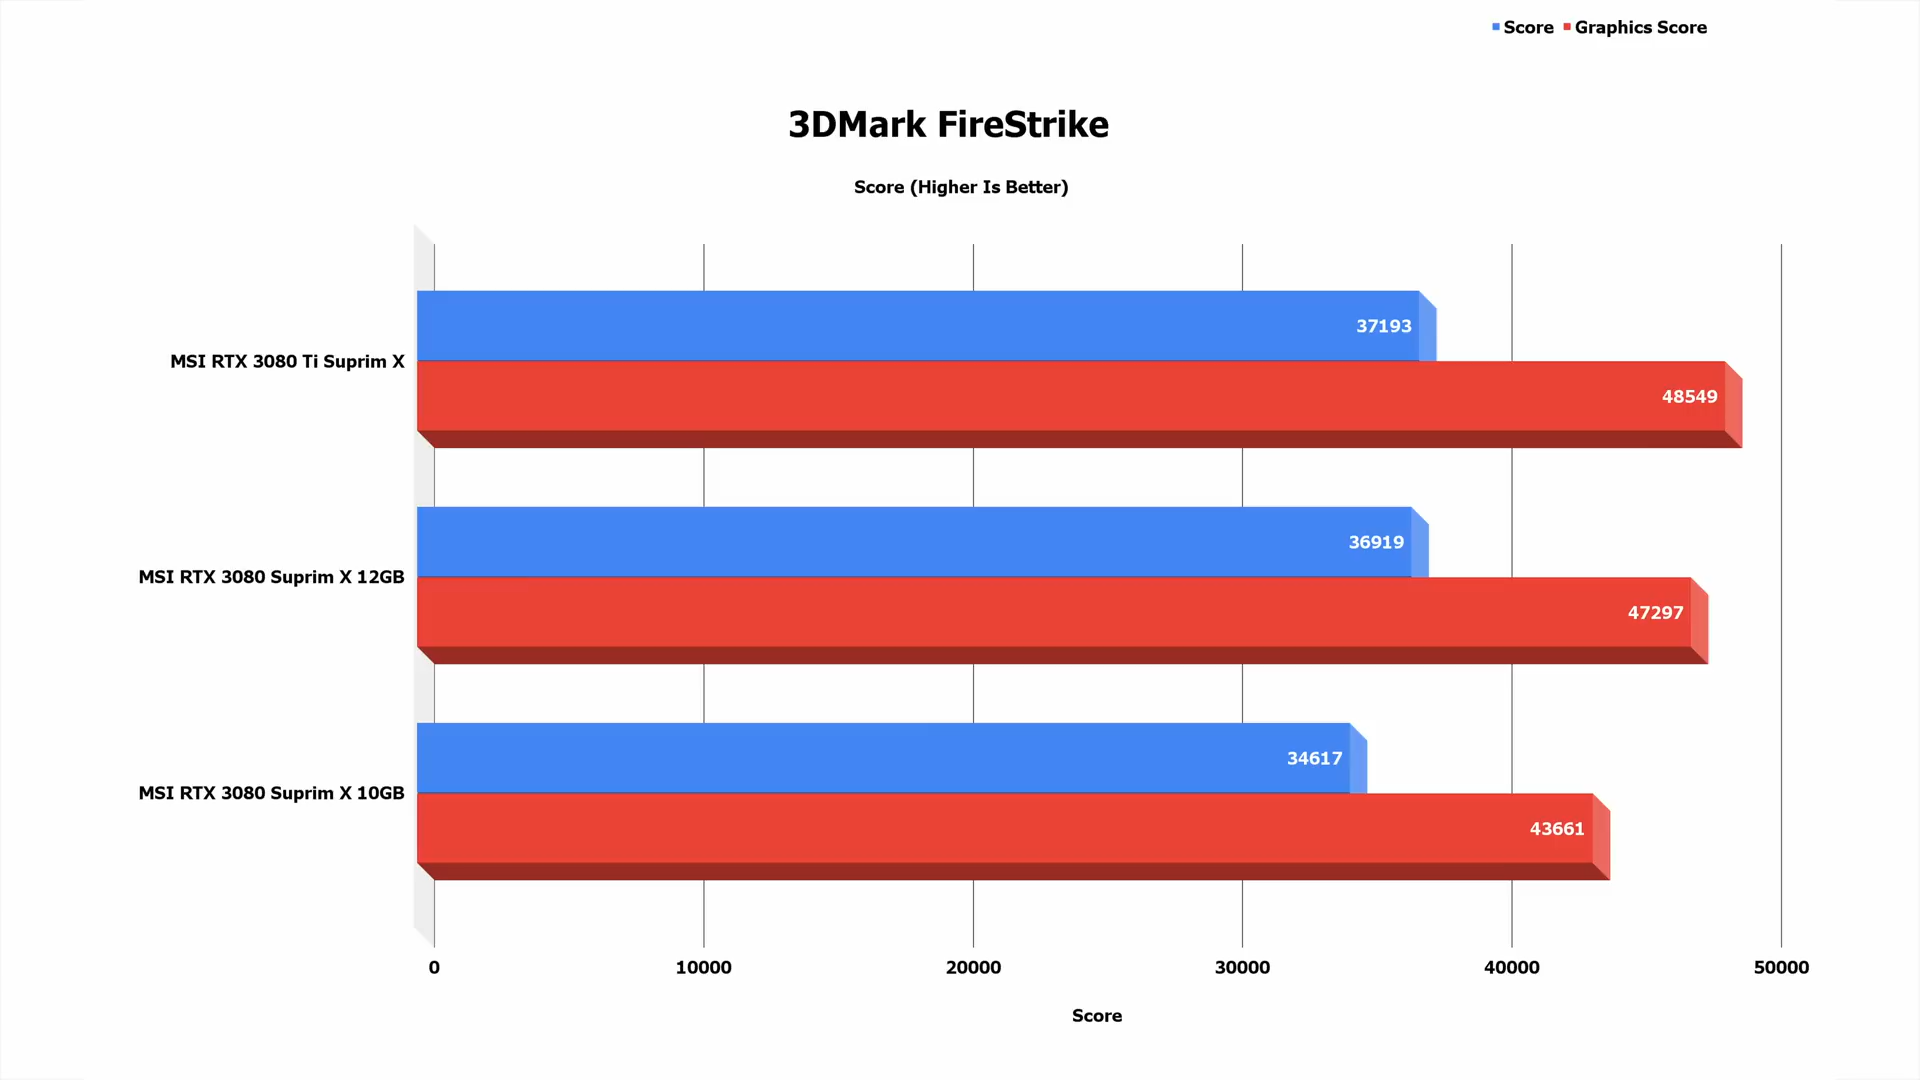 Score Graphics Score
3DMark FireStrike
Score (Higher Is Better)
37193
MSI RTX 3080 Ti Suprim X
48549
36919
MSI RTX 3080 Suprim X 12GB
47297
34617
MSI RTX 3080 Suprim X 10GB
43661
0 10000 20000 30000 40000 50000
Score